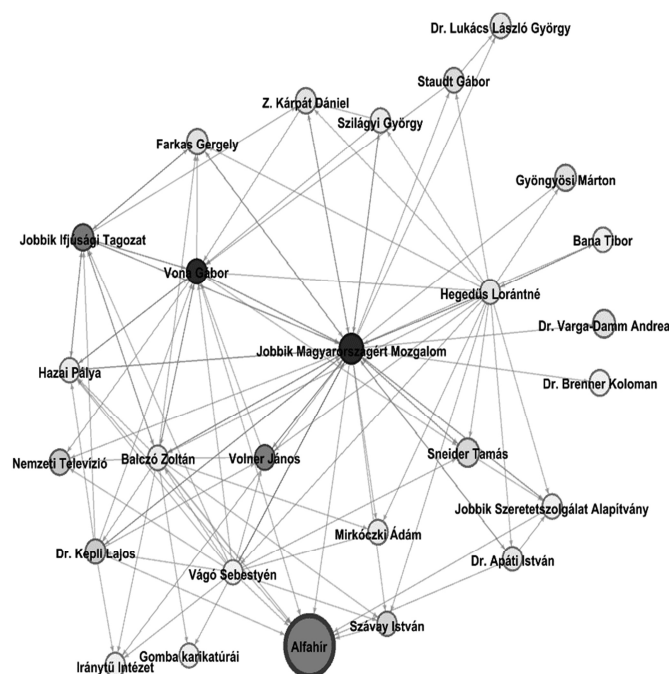 Dr. Lukács László György
Staudt Gábor
Z. Kárpát Dániel
Szilágyi György
Farkas Gergely
Gyöngyösi Márton
Jobbik Ifjúsági Tagozat
Bana Tibor
Vona Gábor
Hegedűs Lorántné
Dr. Varga-Damm Andrea
Jobbik Magyarországért Mozgalom
Hazai Pálya
Dr. Brenner Koloman
Nemzeti Televízió
Balczó Zoltán
Volner János
Sneider Tamás
Jobbik Szeretetszolgálat Alapítvány
Mirkóczki Ádám
Dr. Kepli Lajos
Dr. Apáti István
Vágó Sebestyén
Szávay István
Alfahír
Gomba karikatúrái
Iránytű Intézet